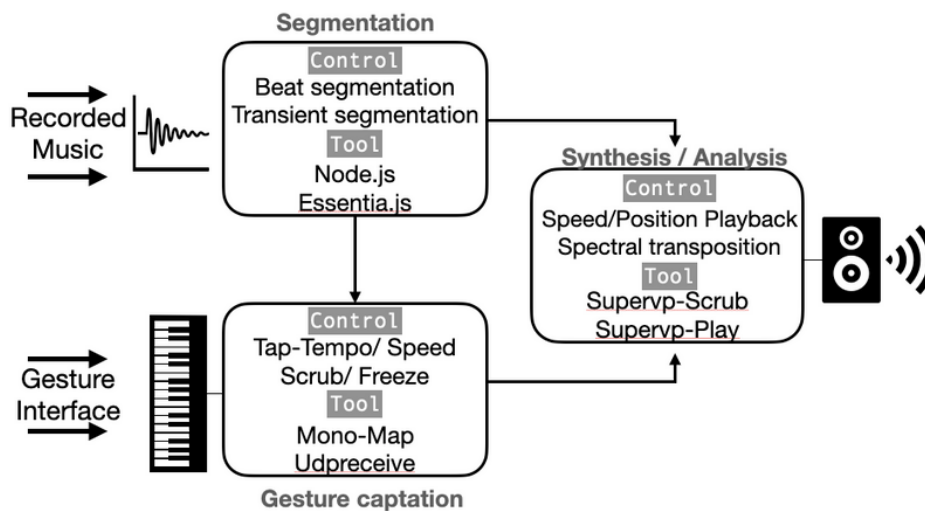 Segmentation
Control
Beat segmentation
Transient segmentation
Tool
Node.js
Essentia.js
Recorded
Music
Synthesis / Analysis
Control
Speed/Position Playback
Spectral transposition
Tool
Supervp-Scrub
Supervp-Play
Gesture
Interface
Control
Tap-Tempo/ Speed
Scrub/ Freeze
Tool
Mono-Map
Udpreceive
Gesture captation